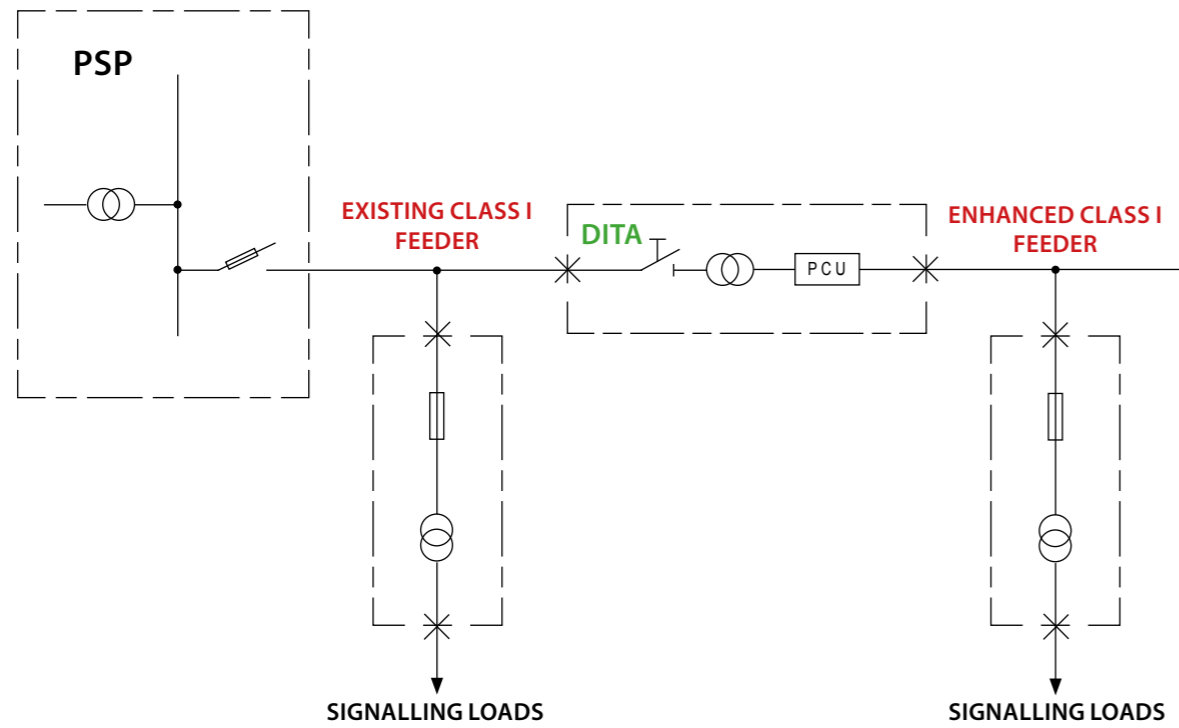 PSP
EXISTING CLASS I
FEEDER
DITA
PCU
ENHANCED CLASS I
FEEDER
SIGNALLING LOADS
SIGNALLING LOADS